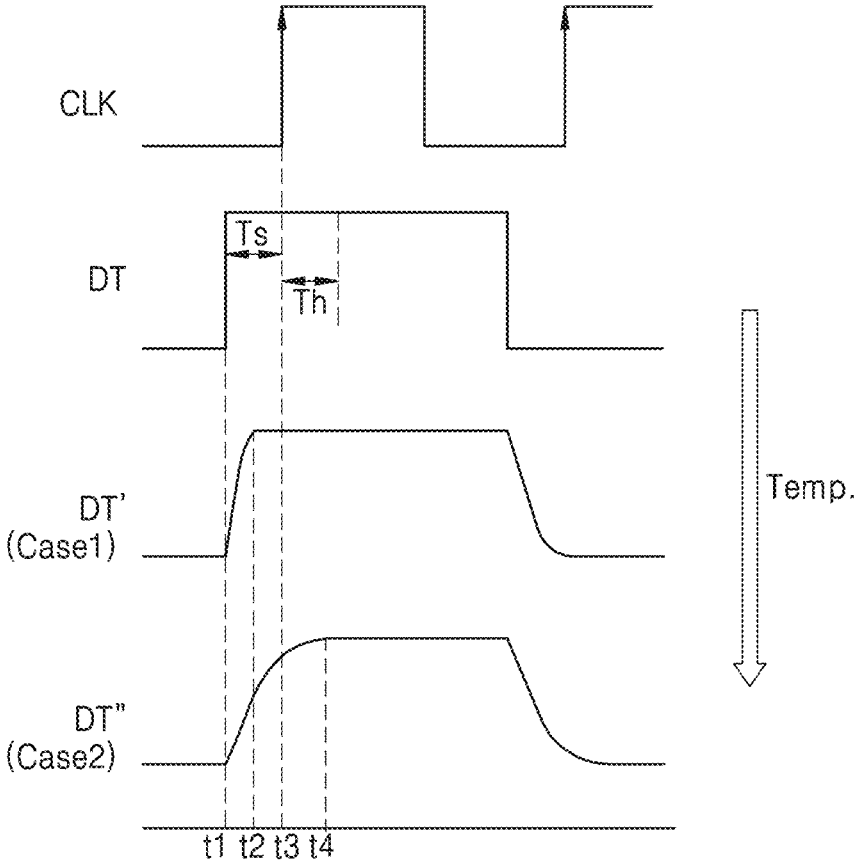 CLK
Ts
DT
Th
DT'
(Case1)
Temp.
DT"
(Case2)
t1 t2 t3 t4